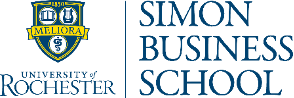 1850
MELIORA
UNIVERSITY of
ROCHESTER
SIMON
BUSINESS
SCHOOL